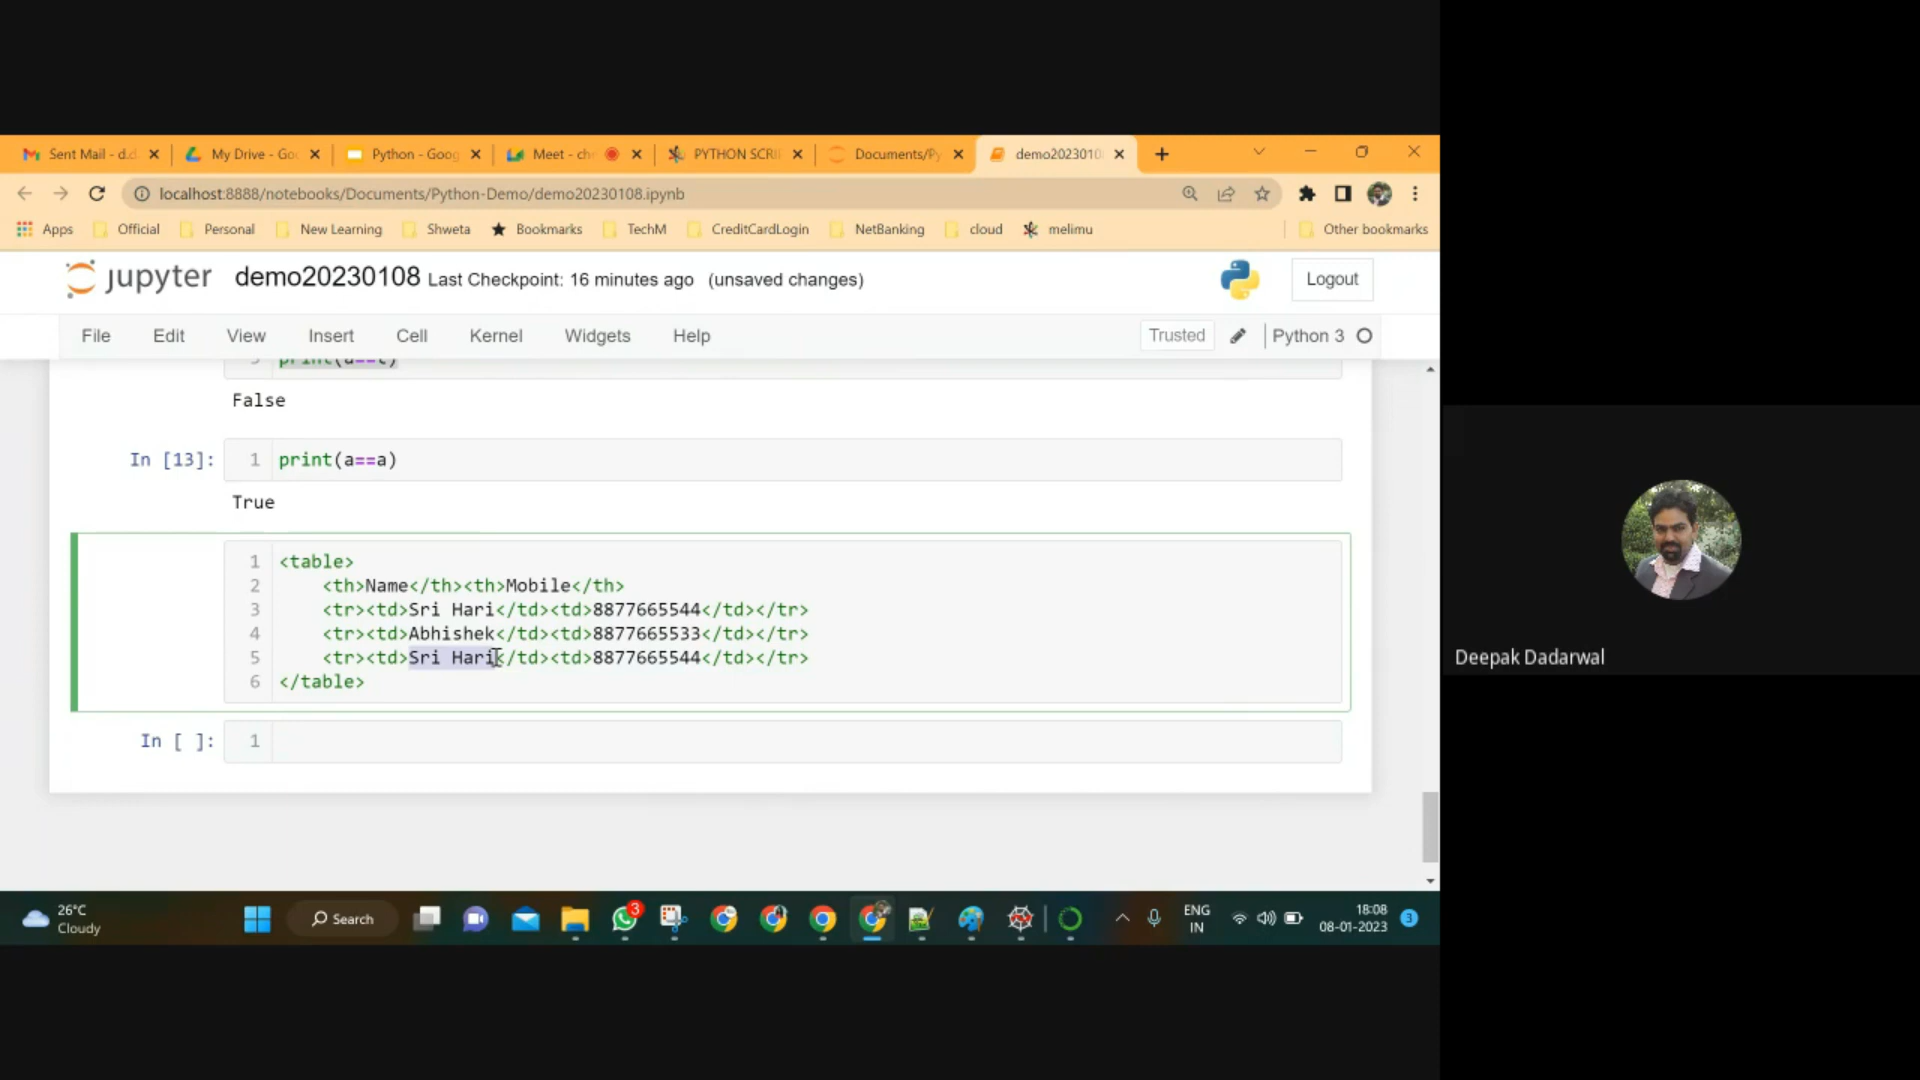 Sent Mail - d.d
My Drive - Goo
Python - Goog
Meet - ch
PYTHON SCRI
Documents/Py
demo2023010
localhost:8888/notebooks/Documents/Python-Demo/demo20230108.ipynb
Apps
Official
Personal
New Learning
Shweta
Bookmarks
TechM
CreditCardLogin
NetBanking
cloud
melimu
Other bookmarks
jupyter demo20230108 Last Checkpoint: 16 minutes ago (unsaved changes)
Logout
File Edit View Insert Cell Kernel Widgets Help
Trusted
Python 3
False
In [13]: 1 print(a==a)
True
1 <table>
2 <th>Name</th><th>Mobile</th>
3 <tr><td>Sri Hari</td><td>8877665544</td></tr>
4 <tr><td>Abhishek</td><td>8877665533</td></tr>
5 <tr><td>Sri Hari</td><td>8877665544</td></tr>
6 </table>
In [ ]: 1
Deepak Dadarwal
26°C
Cloudy
Search
3
ENG
IN
18:08
08-01-2023
3